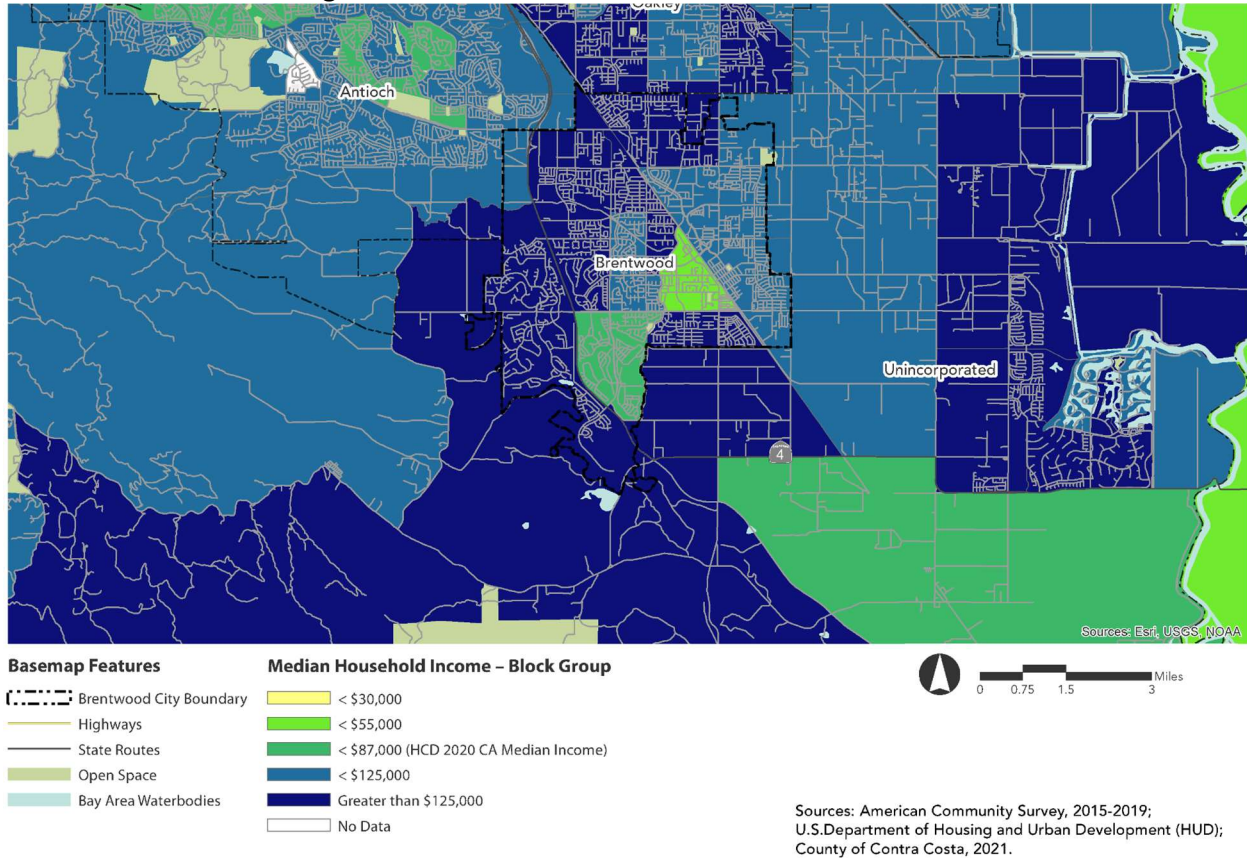 Oakley
Antioch
Brentwood
Unincorporated
4
Sources: Esri, USGS, NOAA
Basemap Features
Brentwood City Boundary
Highways
State Routes
Open Space
Bay Area Waterbodies
Median Household Income – Block Group
< $30,000
< $55,000
< $87,000 (HCD 2020 CA Median Income)
< $125,000
Greater than $125,000
No Data
0 0.75 1.5 3 Miles
Sources: American Community Survey, 2015-2019;
U.S.Department of Housing and Urban Development (HUD);
County of Contra Costa, 2021.